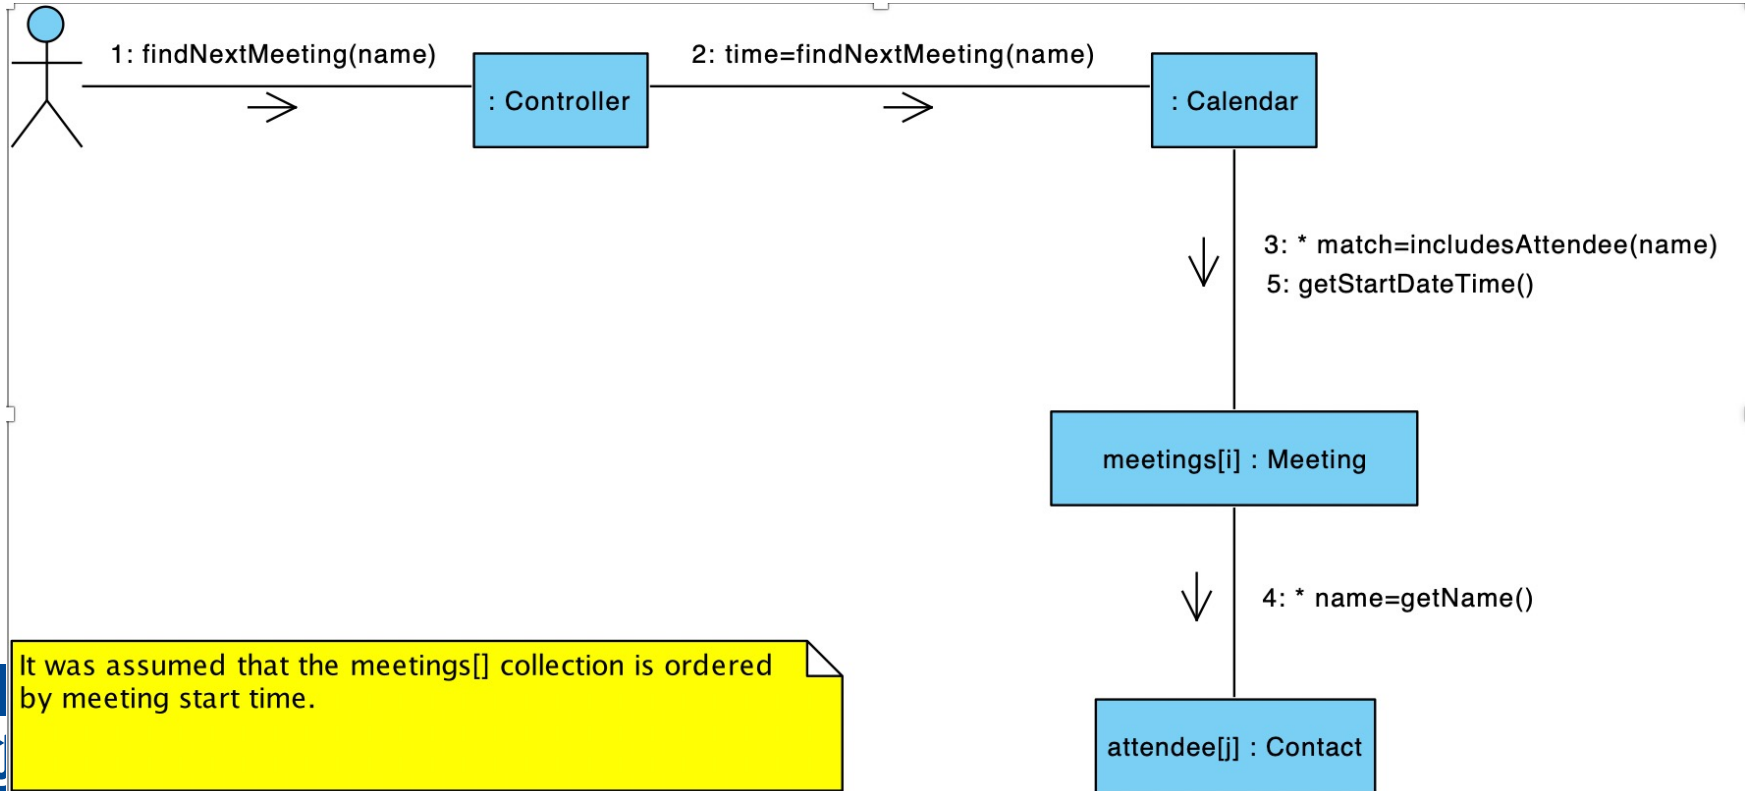 1: findNextMeeting(name)
2: time=findNextMeeting(name)
: Controller
: Calendar
3: * match=includesAttendee(name)
5: getStartDateTime()
meetings[i] : Meeting
4: * name=getName()
It was assumed that the meetings[] collection is ordered
by meeting start time.
attendee[j] : Contact